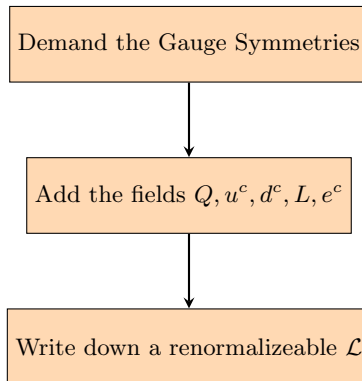 Demand the Gauge Symmetries
Add the fields Q, u^c, d^c, L, e^c
Write down a renormalizeable ℒ